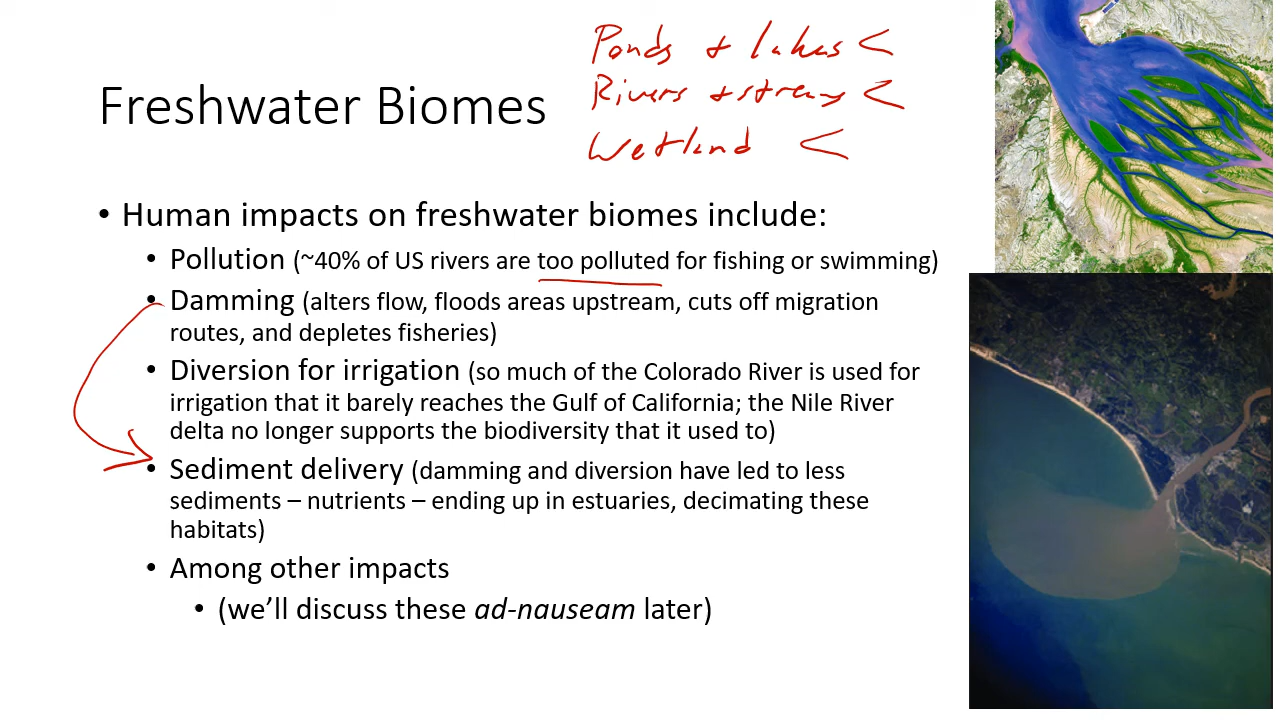 Ponds + lakes <
Rivers + streams <
Wetland <
Freshwater Biomes
• Human impacts on freshwater biomes include:
• Pollution (~40% of US rivers are too polluted for fishing or swimming)
• Damming (alters flow, floods areas upstream, cuts off migration
routes, and depletes fisheries)
• Diversion for irrigation (so much of the Colorado River is used for
irrigation that it barely reaches the Gulf of California; the Nile River
delta no longer supports the biodiversity that it used to)
• Sediment delivery (damming and diversion have led to less
sediments – nutrients – ending up in estuaries, decimating these
habitats)
• Among other impacts
• (we’ll discuss these ad-nauseam later)